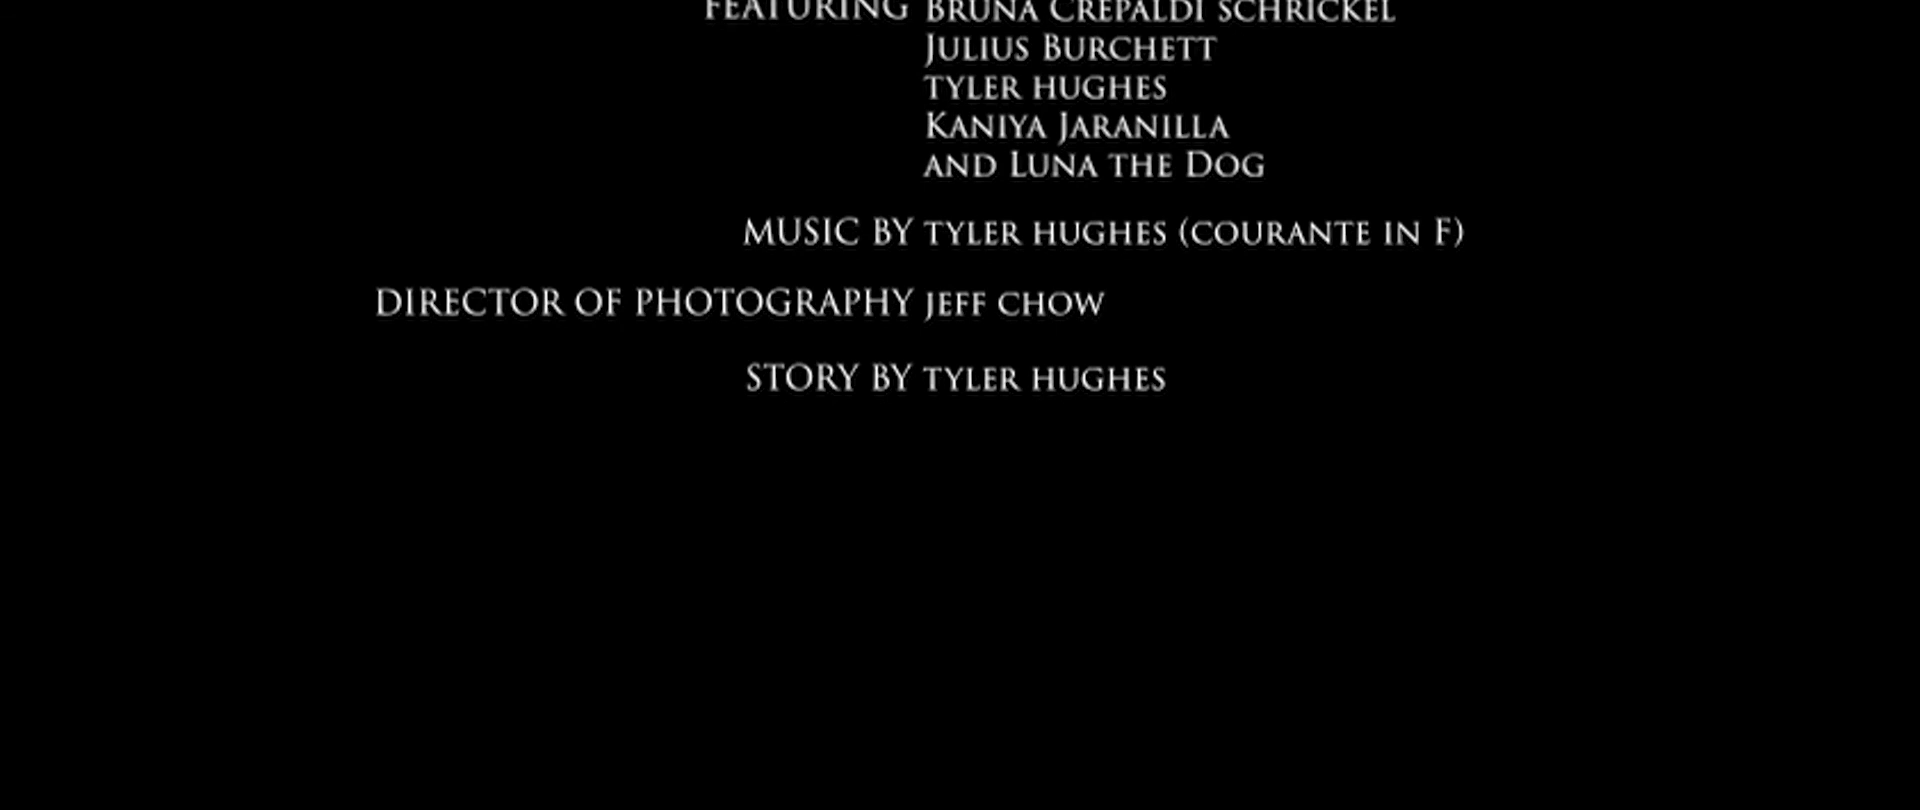 FEATURING BRUNA CREPALDI SCHRICKEL
JULIUS BURCHETT
TYLER HUGHES
KANIYA JARANILLA
AND LUNA THE DOG
MUSIC BY TYLER HUGHES (COURANTE IN F)
DIRECTOR OF PHOTOGRAPHY JEFF CHOW
STORY BY TYLER HUGHES